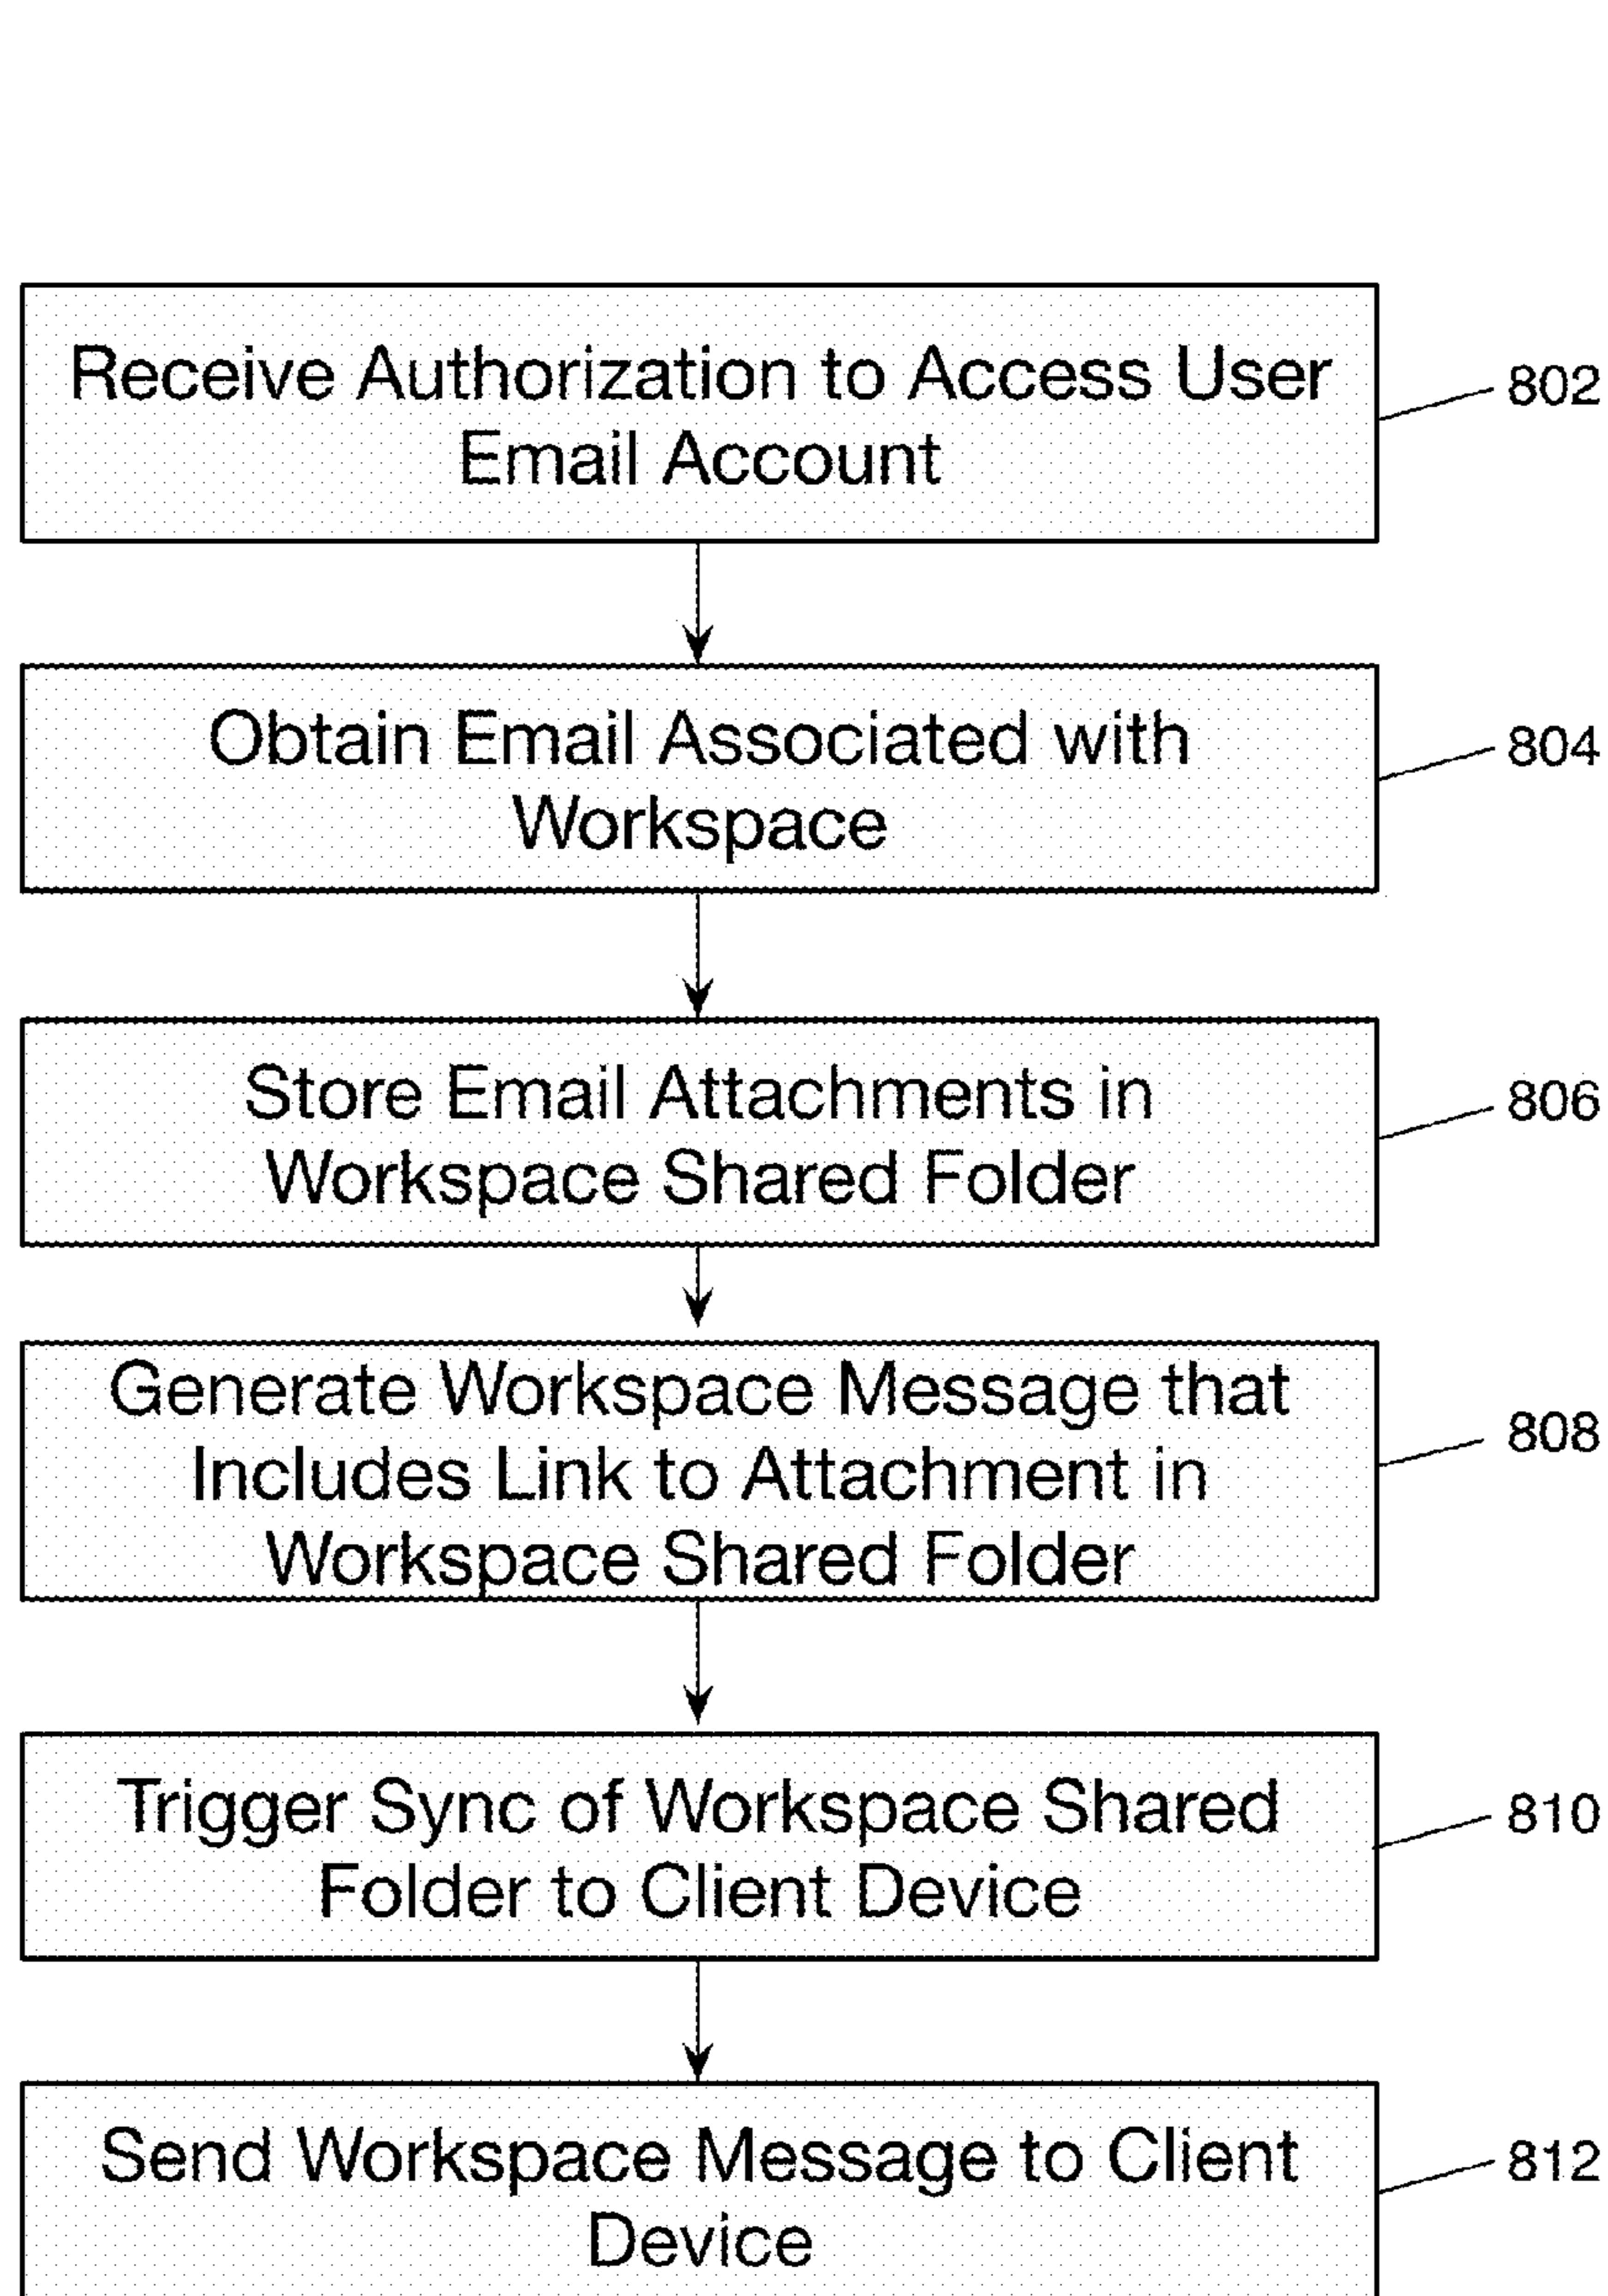 Receive Authorization to Access User
Email Account
802
Obtain Email Associated with
Workspace
804
Store Email Attachments in
Workspace Shared Folder
806
Generate Workspace Message that
Includes Link to Attachment in
Workspace Shared Folder
808
Trigger Sync of Workspace Shared
Folder to Client Device
810
Send Workspace Message to Client
Device
812